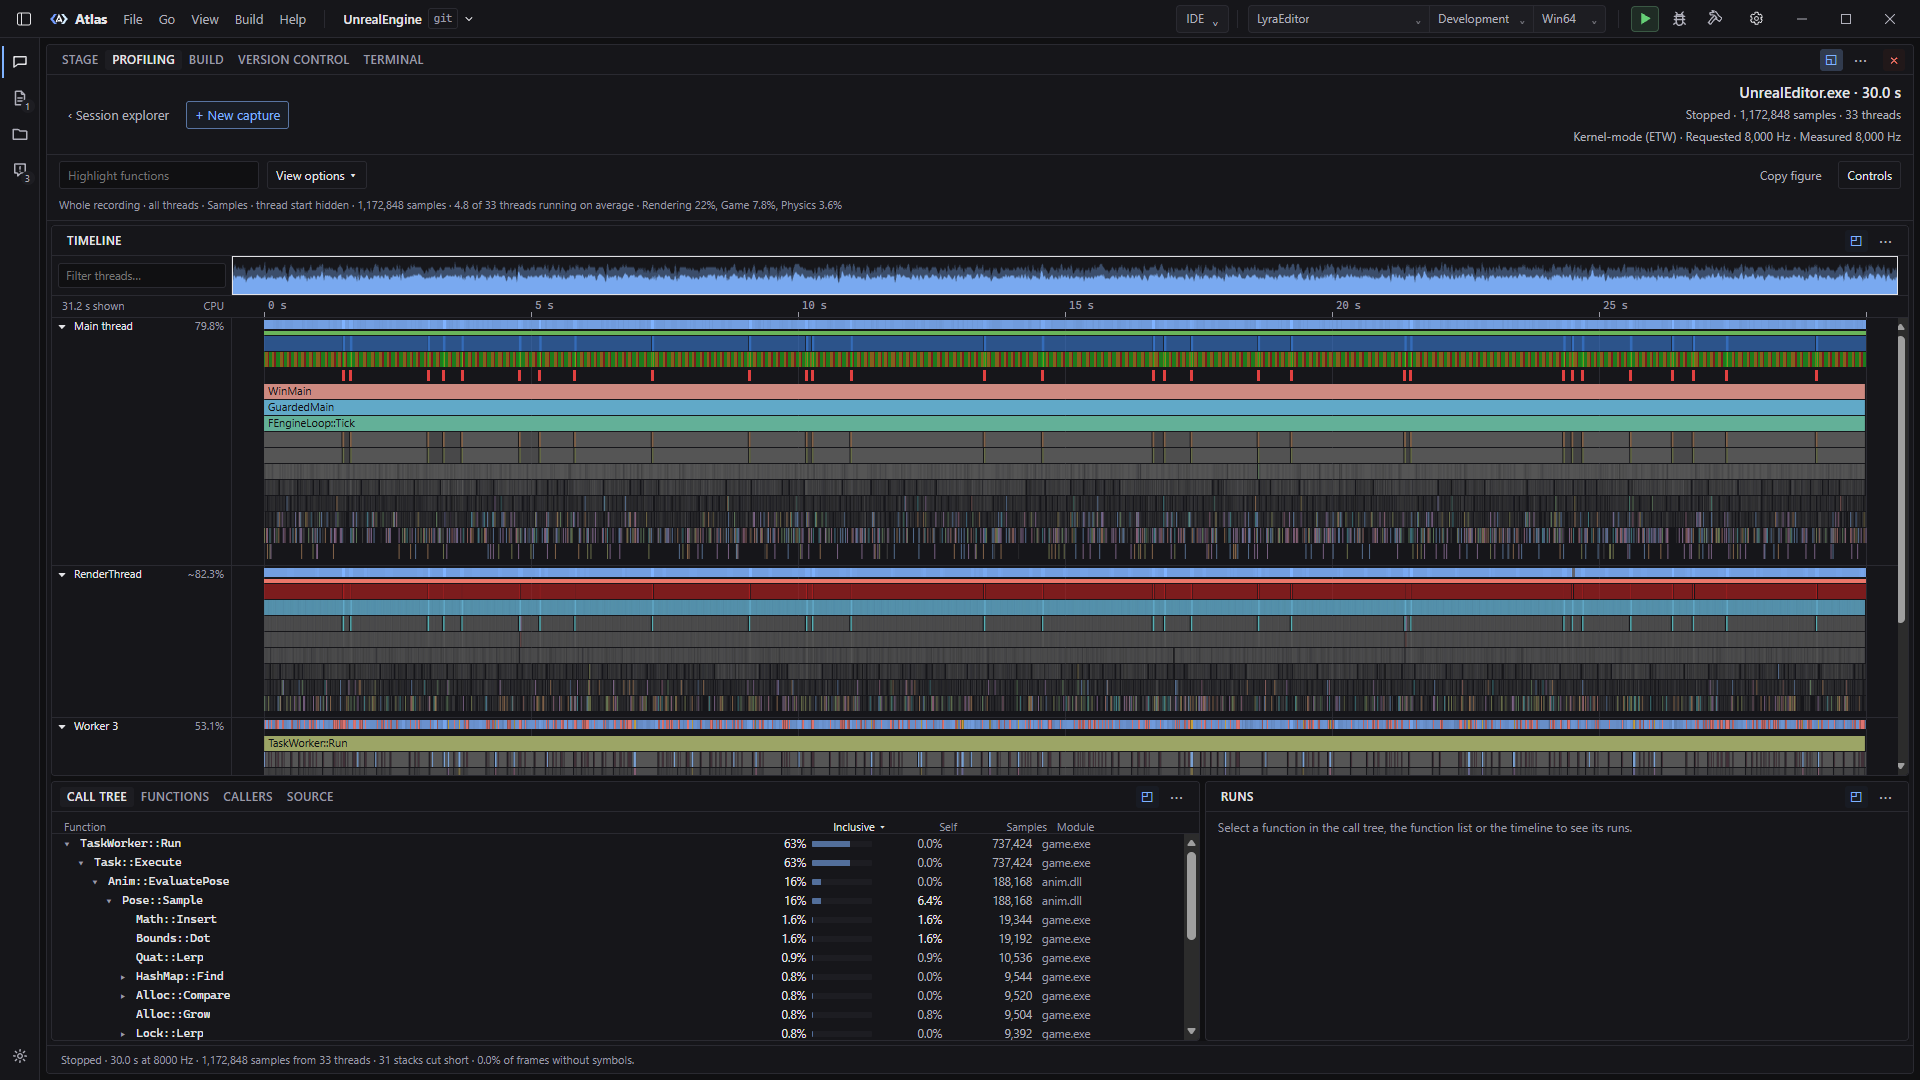 Atlas File Go View Build Help UnrealEngine git IDE LyraEditor Development Win64
STAGE PROFILING BUILD VERSION CONTROL TERMINAL
UnrealEditor.exe · 30.0 s
‹ Session explorer + New capture
Stopped · 1,172,848 samples · 33 threads
Kernel-mode (ETW) · Requested 8,000 Hz · Measured 8,000 Hz
1
3
Highlight functions View options Copy figure Controls
Whole recording · all threads · Samples · thread start hidden · 1,172,848 samples · 4.8 of 33 threads running on average · Rendering 22%, Game 7.8%, Physics 3.6%
TIMELINE
Filter threads...
31.2 s shown CPU 0 s 5 s 10 s 15 s 20 s 25 s
Main thread 79.8%
WinMain
GuardedMain
FEngineLoop::Tick
RenderThread ~82.3%
Worker 3 53.1%
TaskWorker::Run
CALL TREE FUNCTIONS CALLERS SOURCE
Function Inclusive Self Samples Module
TaskWorker::Run 63% 0.0% 737,424 game.exe
Task::Execute 63% 0.0% 737,424 game.exe
Anim::EvaluatePose 16% 0.0% 188,168 anim.dll
Pose::Sample 16% 6.4% 188,168 anim.dll
Math::Insert 1.6% 1.6% 19,344 game.exe
Bounds::Dot 1.6% 1.6% 19,192 game.exe
Quat::Lerp 0.9% 0.9% 10,536 game.exe
HashMap::Find 0.8% 0.0% 9,544 game.exe
Alloc::Compare 0.8% 0.0% 9,520 game.exe
Alloc::Grow 0.8% 0.8% 9,504 game.exe
Lock::Lerp 0.8% 0.0% 9,392 game.exe
RUNS
Select a function in the call tree, the function list or the timeline to see its runs.
Stopped · 30.0 s at 8000 Hz · 1,172,848 samples from 33 threads · 31 stacks cut short · 0.0% of frames without symbols.